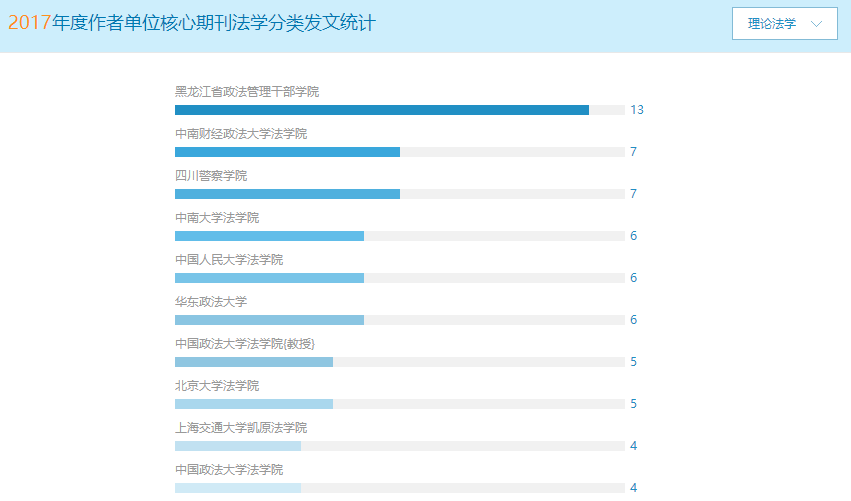 2017年度作者单位核心期刊法学分类发文统计
理论法学
黑龙江省政法管理干部学院
13
中南财经政法大学法学院
7
四川警察学院
7
中南大学法学院
6
中国人民大学法学院
6
华东政法大学
6
中国政法大学法学院(教授)
5
北京大学法学院
5
上海交通大学凯原法学院
4
中国政法大学法学院
4